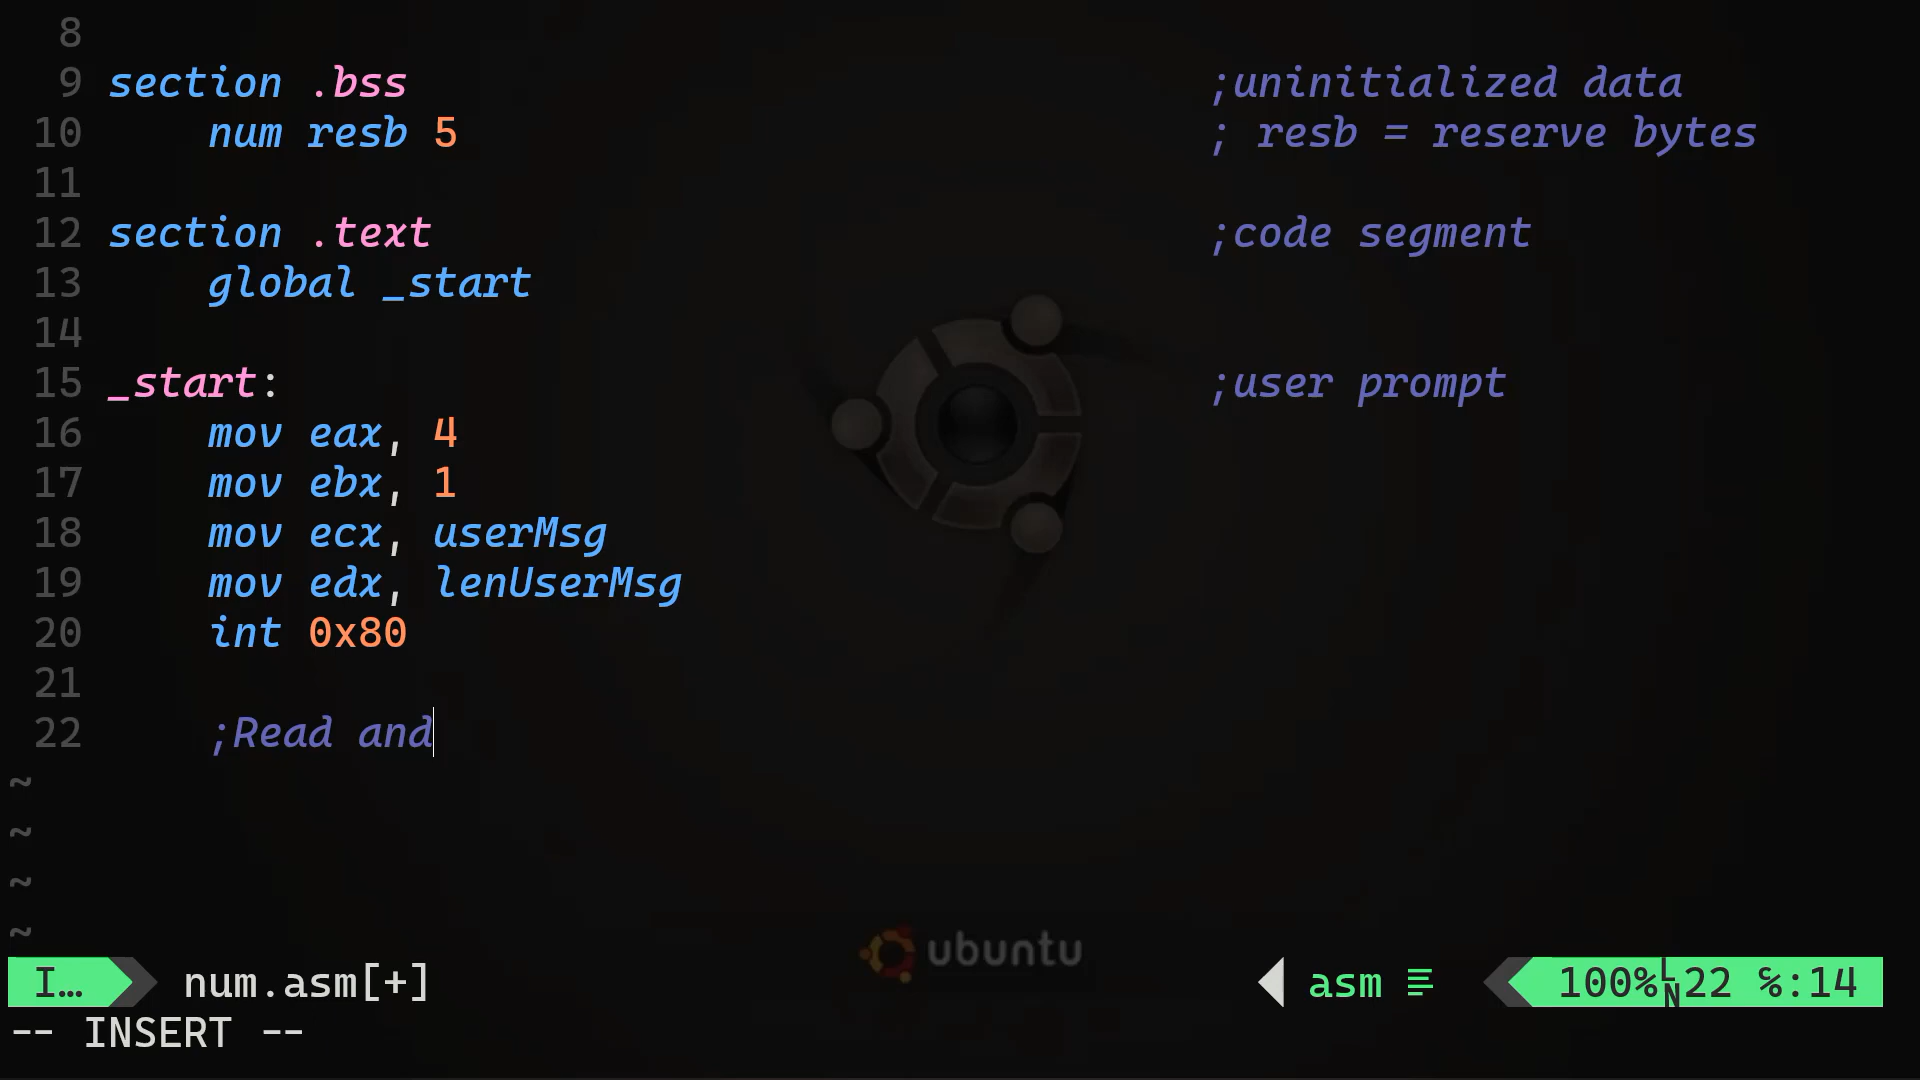 8
9 section .bss ;uninitialized data
10 num resb 5 ; resb = reserve bytes
11
12 section .text ;code segment
13 global _start
14
15 _start: ;user prompt
16 mov eax, 4
17 mov ebx, 1
18 mov ecx, userMsg
19 mov edx, lenUserMsg
20 int 0x80
21
22 ;Read and
~
~
~
~
ubuntu
I… num.asm[+] asm ☰ 100% LN 22 ℅:14
-- INSERT --